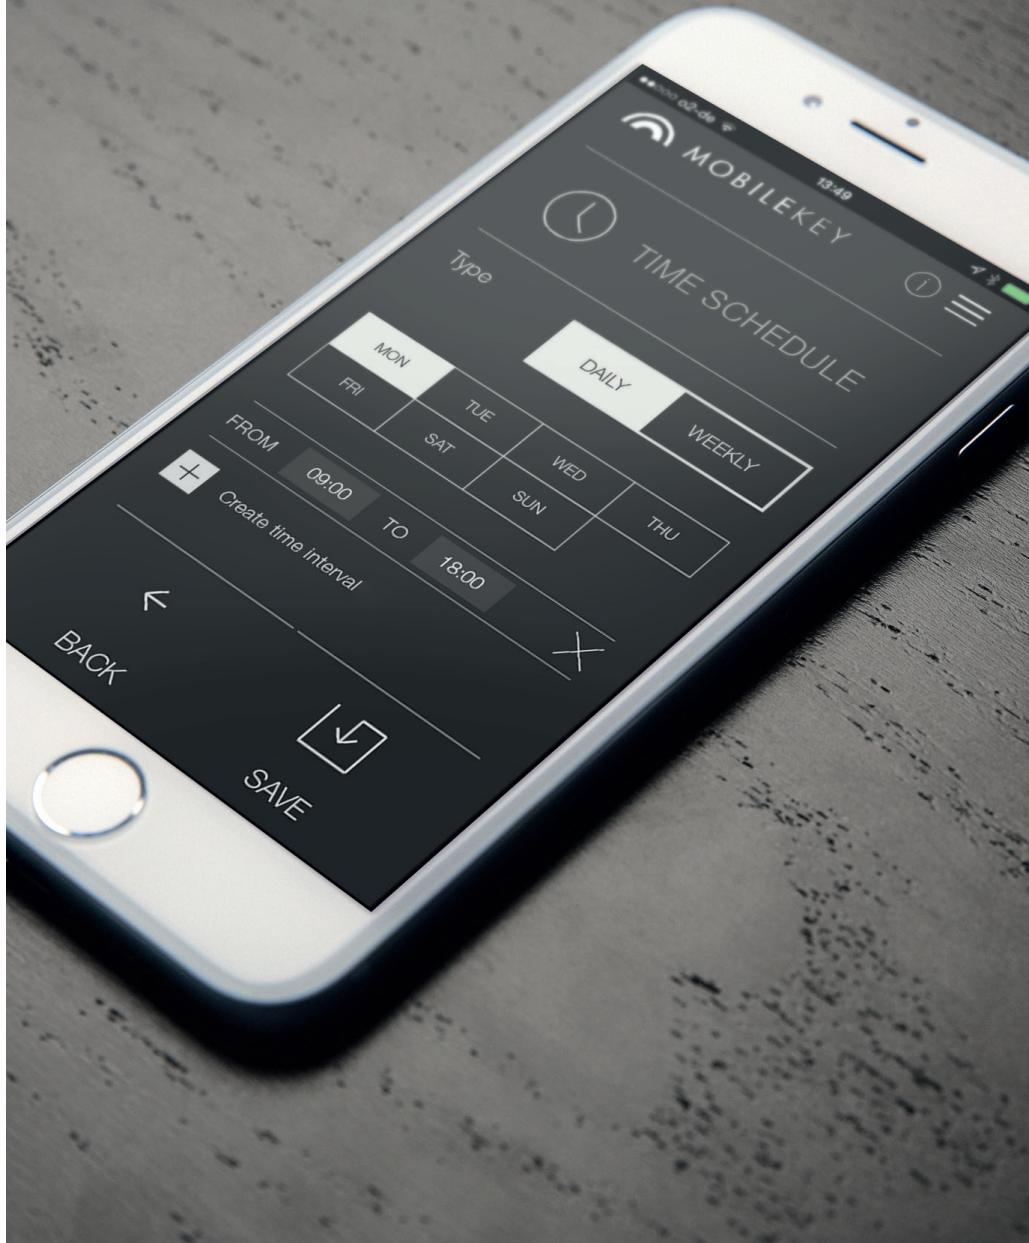 o2-de 13:49
MOBILEKEY
TIME SCHEDULE
Type DAILY WEEKLY
MON TUE WED THU
FRI SAT SUN
FROM 09:00 TO 18:00
Create time interval
BACK SAVE